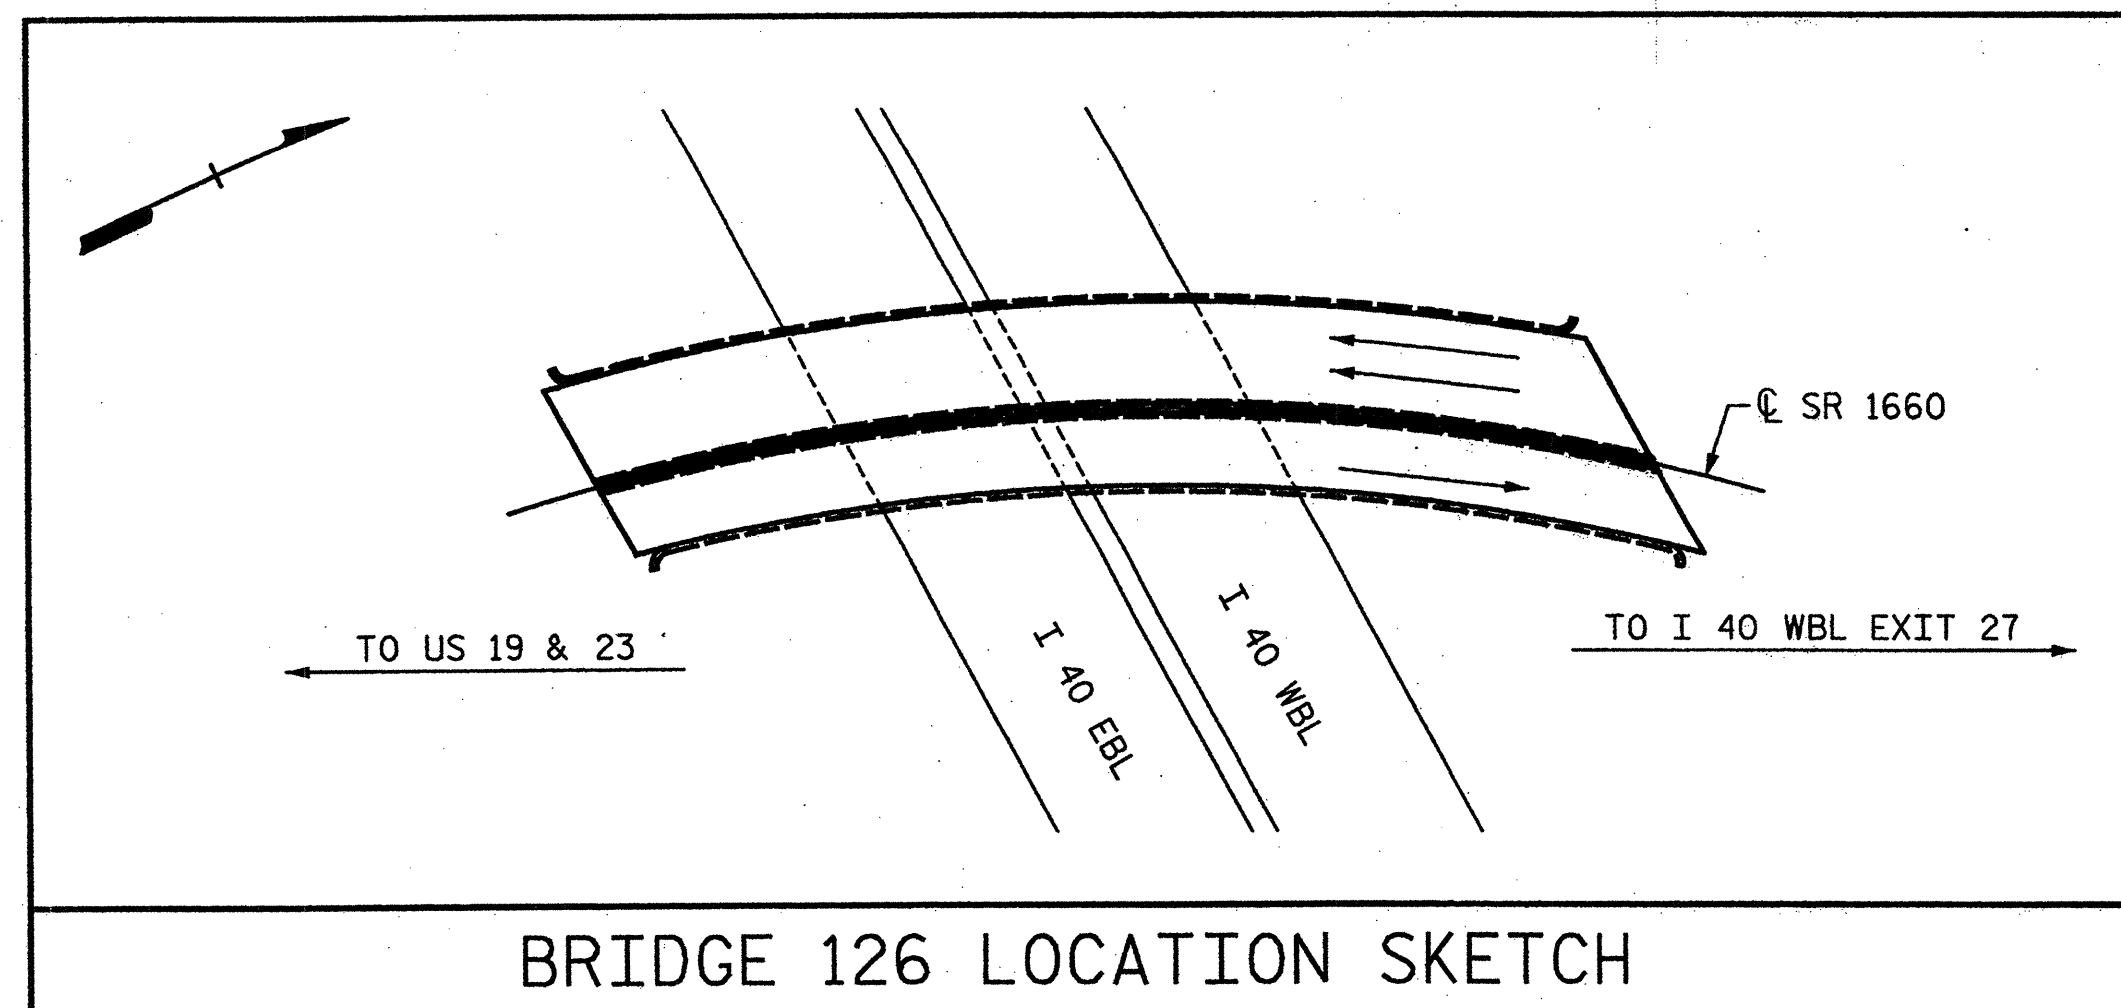 ℄ SR 1660
TO US 19 & 23
TO I 40 WBL EXIT 27
I 40 EBL
I 40 WBL
BRIDGE 126 LOCATION SKETCH